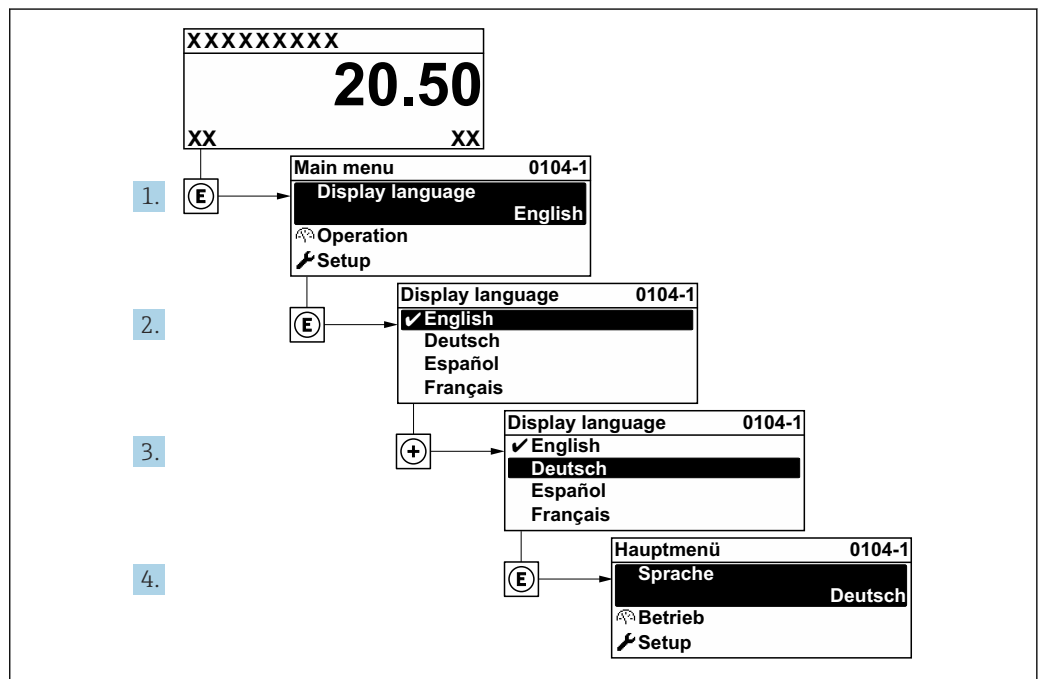 XXXXXXXXX
20.50
XX XX
1. E
Main menu 0104-1
Display language
English
Operation
Setup
2. E
Display language 0104-1
✔English
Deutsch
Español
Français
3. +
Display language 0104-1
✔English
Deutsch
Español
Français
4. E
Hauptmenü 0104-1
Sprache
Deutsch
Betrieb
Setup